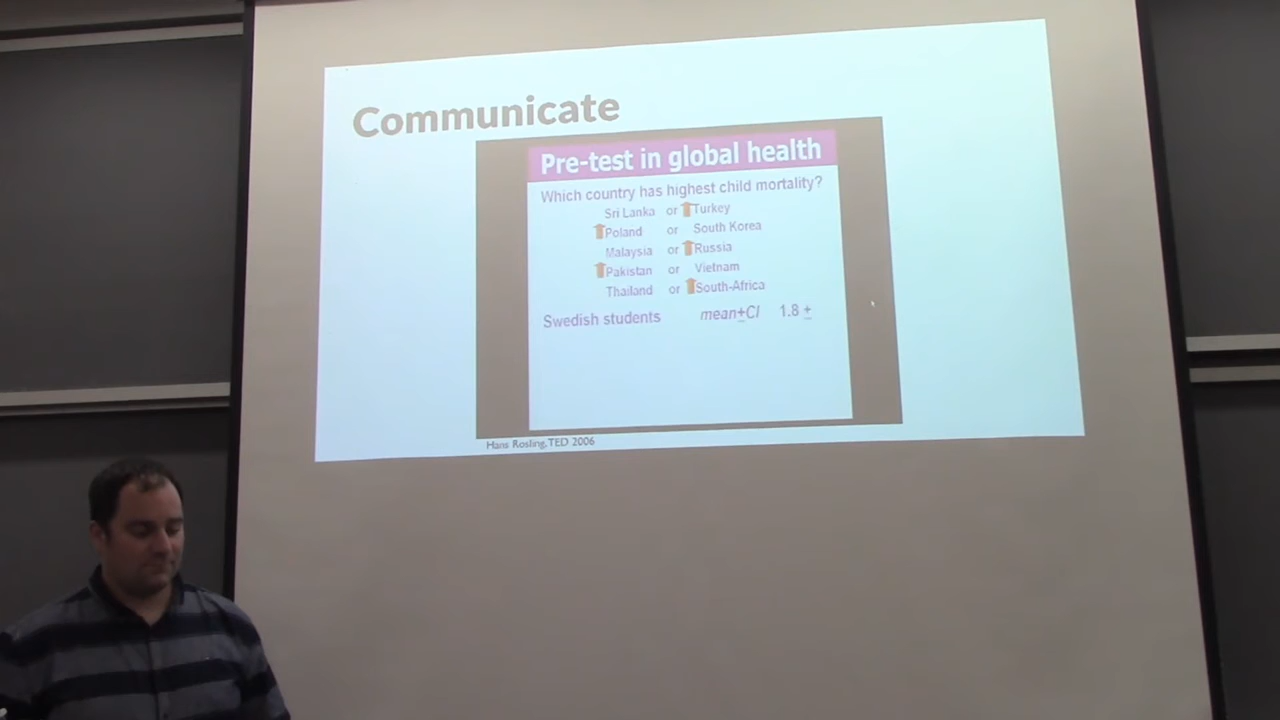 Communicate
Pre-test in global health
Which country has highest child mortality?
Sri Lanka or Turkey
Poland or South Korea
Malaysia or Russia
Pakistan or Vietnam
Thailand or South-Africa
Swedish students mean±CI 1.8 ±
Hans Rosling, TED 2006